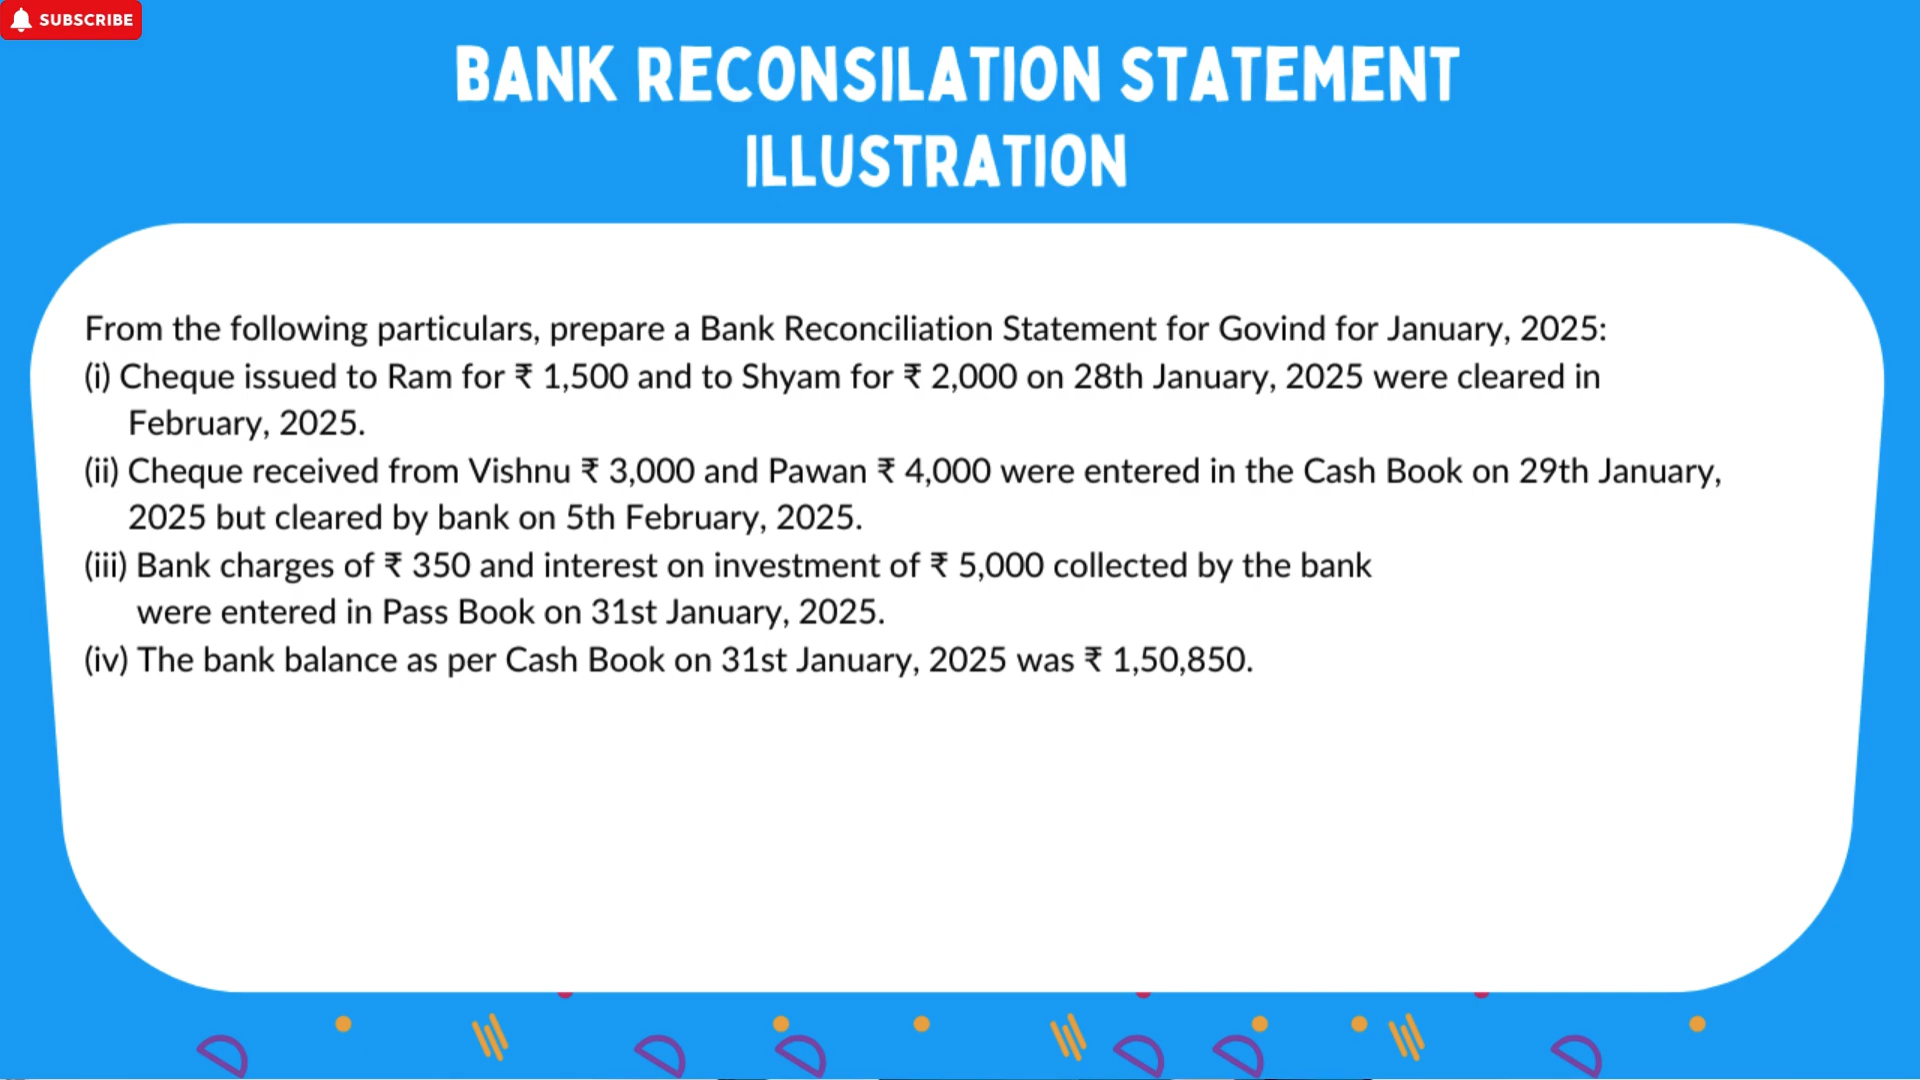 SUBSCRIBE
BANK RECONSILATION STATEMENT
ILLUSTRATION
From the following particulars, prepare a Bank Reconciliation Statement for Govind for January, 2025:
(i) Cheque issued to Ram for ₹ 1,500 and to Shyam for ₹ 2,000 on 28th January, 2025 were cleared in
February, 2025.
(ii) Cheque received from Vishnu ₹ 3,000 and Pawan ₹ 4,000 were entered in the Cash Book on 29th January,
2025 but cleared by bank on 5th February, 2025.
(iii) Bank charges of ₹ 350 and interest on investment of ₹ 5,000 collected by the bank
were entered in Pass Book on 31st January, 2025.
(iv) The bank balance as per Cash Book on 31st January, 2025 was ₹ 1,50,850.